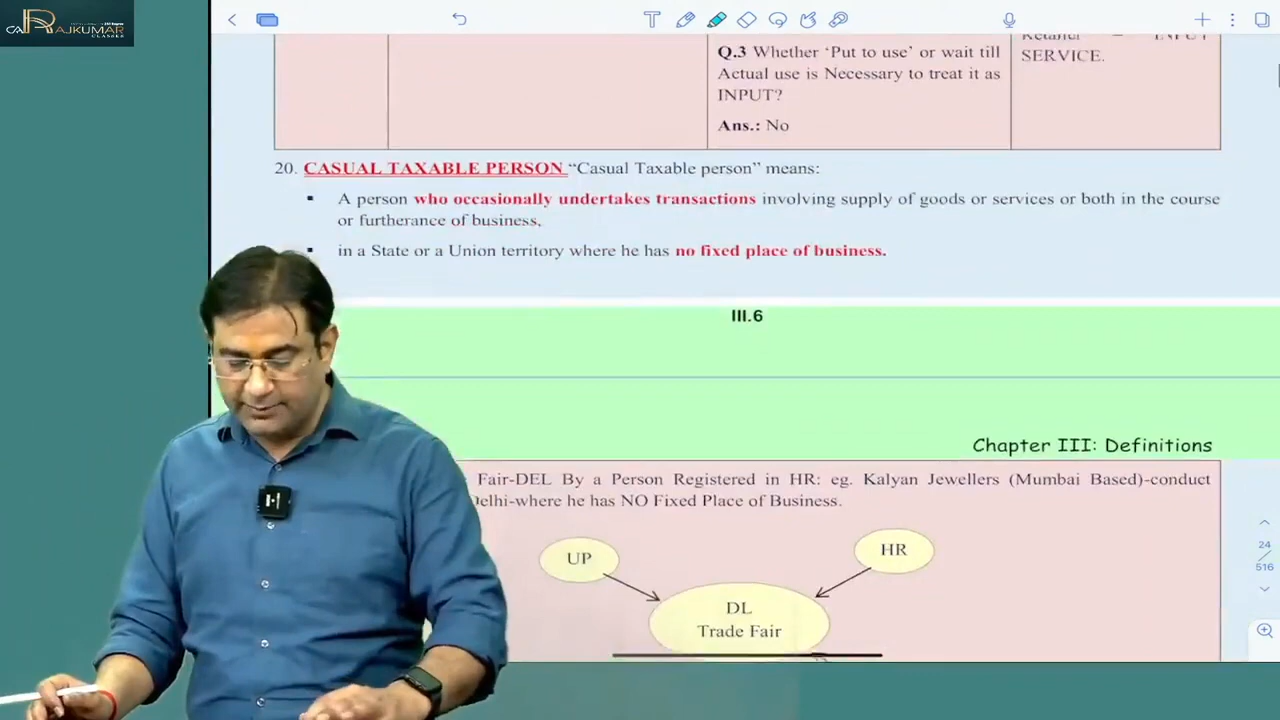 CA RAJKUMAR
CLASSES
Q.3 Whether ‘Put to use’ or wait till
Actual use is Necessary to treat it as
INPUT?
Ans.: No
SERVICE.
20. CASUAL TAXABLE PERSON “Casual Taxable person” means:
▪ A person who occasionally undertakes transactions involving supply of goods or services or both in the course
or furtherance of business.
▪ in a State or a Union territory where he has no fixed place of business.
III.6
Chapter III: Definitions
Fair-DEL By a Person Registered in HR: eg. Kalyan Jewellers (Mumbai Based)-conduct
Delhi-where he has NO Fixed Place of Business.
UP
HR
DL
Trade Fair
24
516